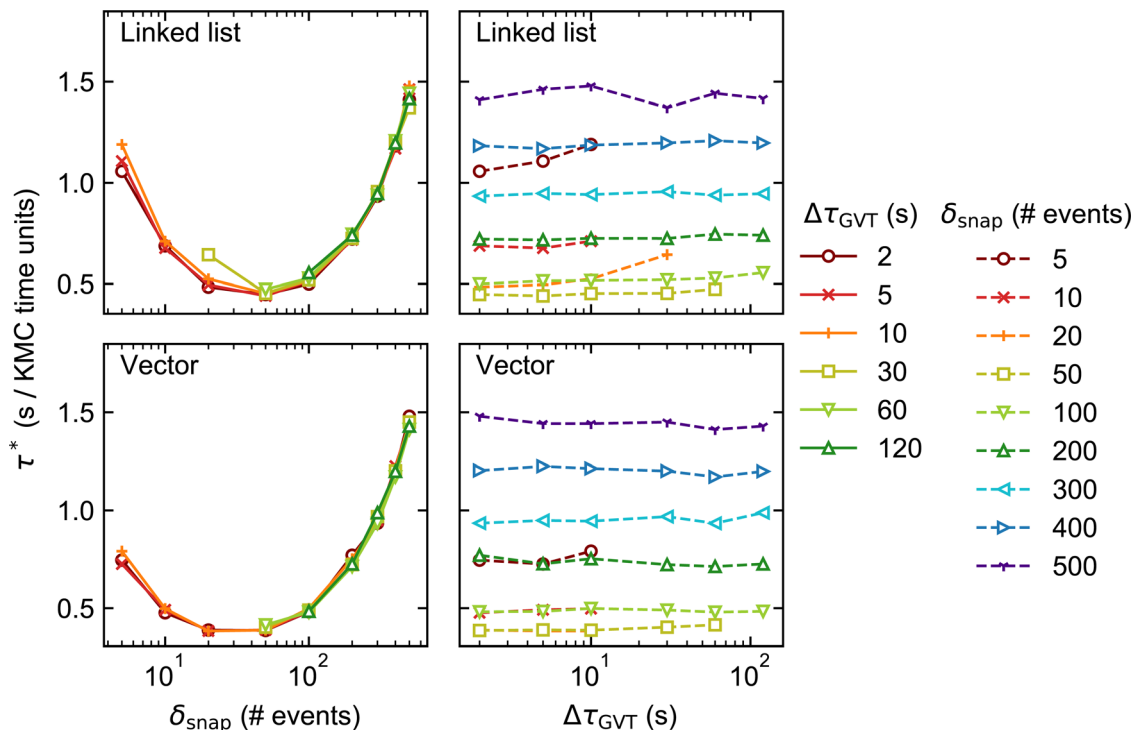 Linked list
Linked list
1.5
1.0
0.5
Vector
Vector
1.5
1.0
0.5
τ* (s / KMC time units)
10¹ 10²
10¹ 10²
δsnap (# events)
ΔτGVT (s)
ΔτGVT (s)
2
5
10
30
60
120
δsnap (# events)
5
10
20
50
100
200
300
400
500